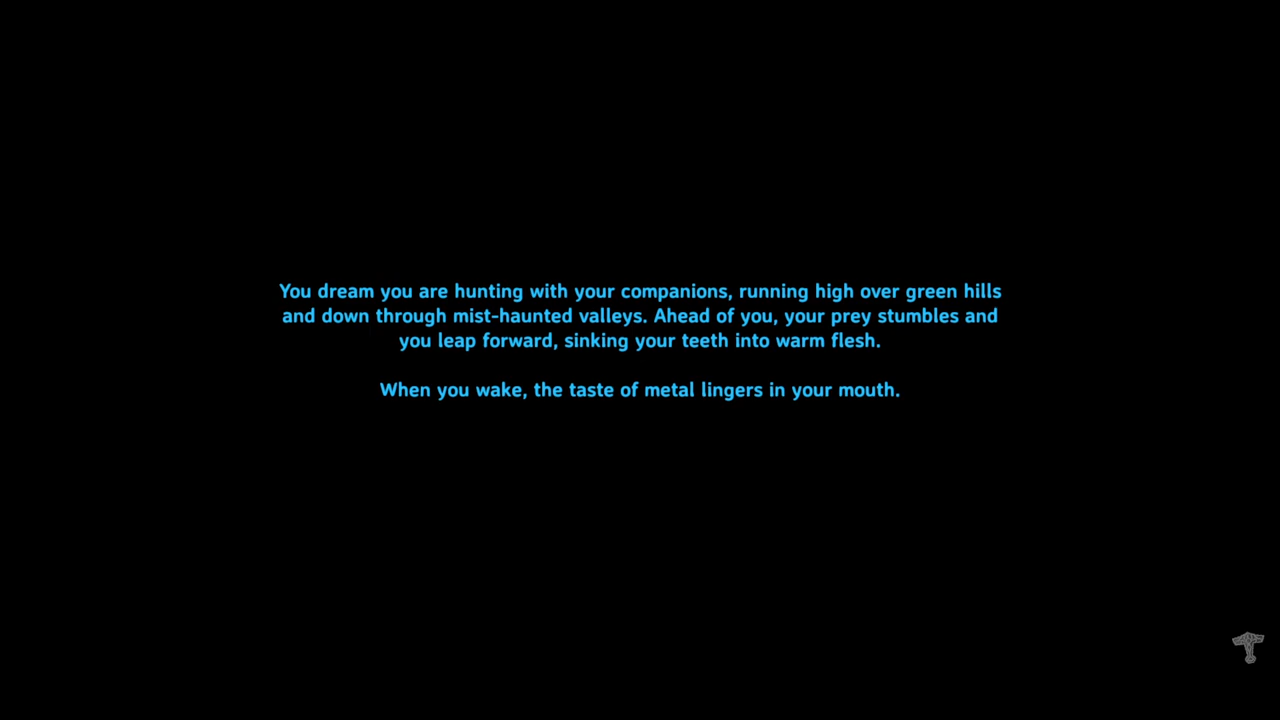 You dream you are hunting with your companions, running high over green hills
and down through mist-haunted valleys. Ahead of you, your prey stumbles and
you leap forward, sinking your teeth into warm flesh.
When you wake, the taste of metal lingers in your mouth.